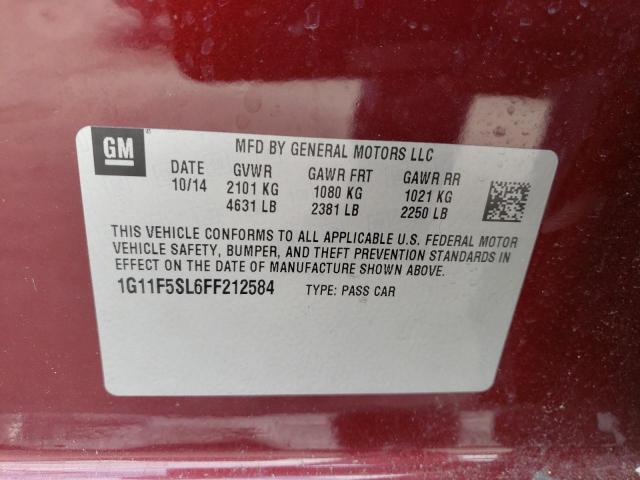 GM
MFD BY GENERAL MOTORS LLC
DATE GVWR GAWR FRT GAWR RR
10/14 2101 KG 1080 KG 1021 KG
4631 LB 2381 LB 2250 LB
THIS VEHICLE CONFORMS TO ALL APPLICABLE U.S. FEDERAL MOTOR
VEHICLE SAFETY, BUMPER, AND THEFT PREVENTION STANDARDS
IN EFFECT ON THE DATE OF MANUFACTURE SHOWN ABOVE.
1G11F5SL6FF212584 TYPE: PASS CAR